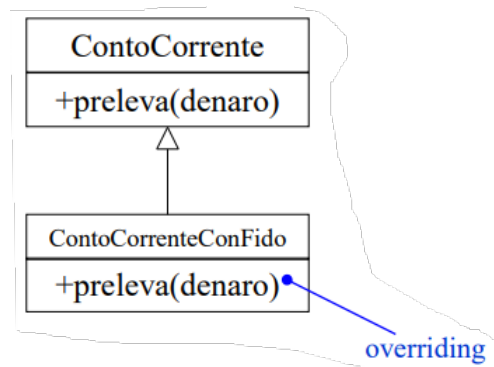 ContoCorrente
+preleva(denaro)
ContoCorrenteConFido
+preleva(denaro)
overriding